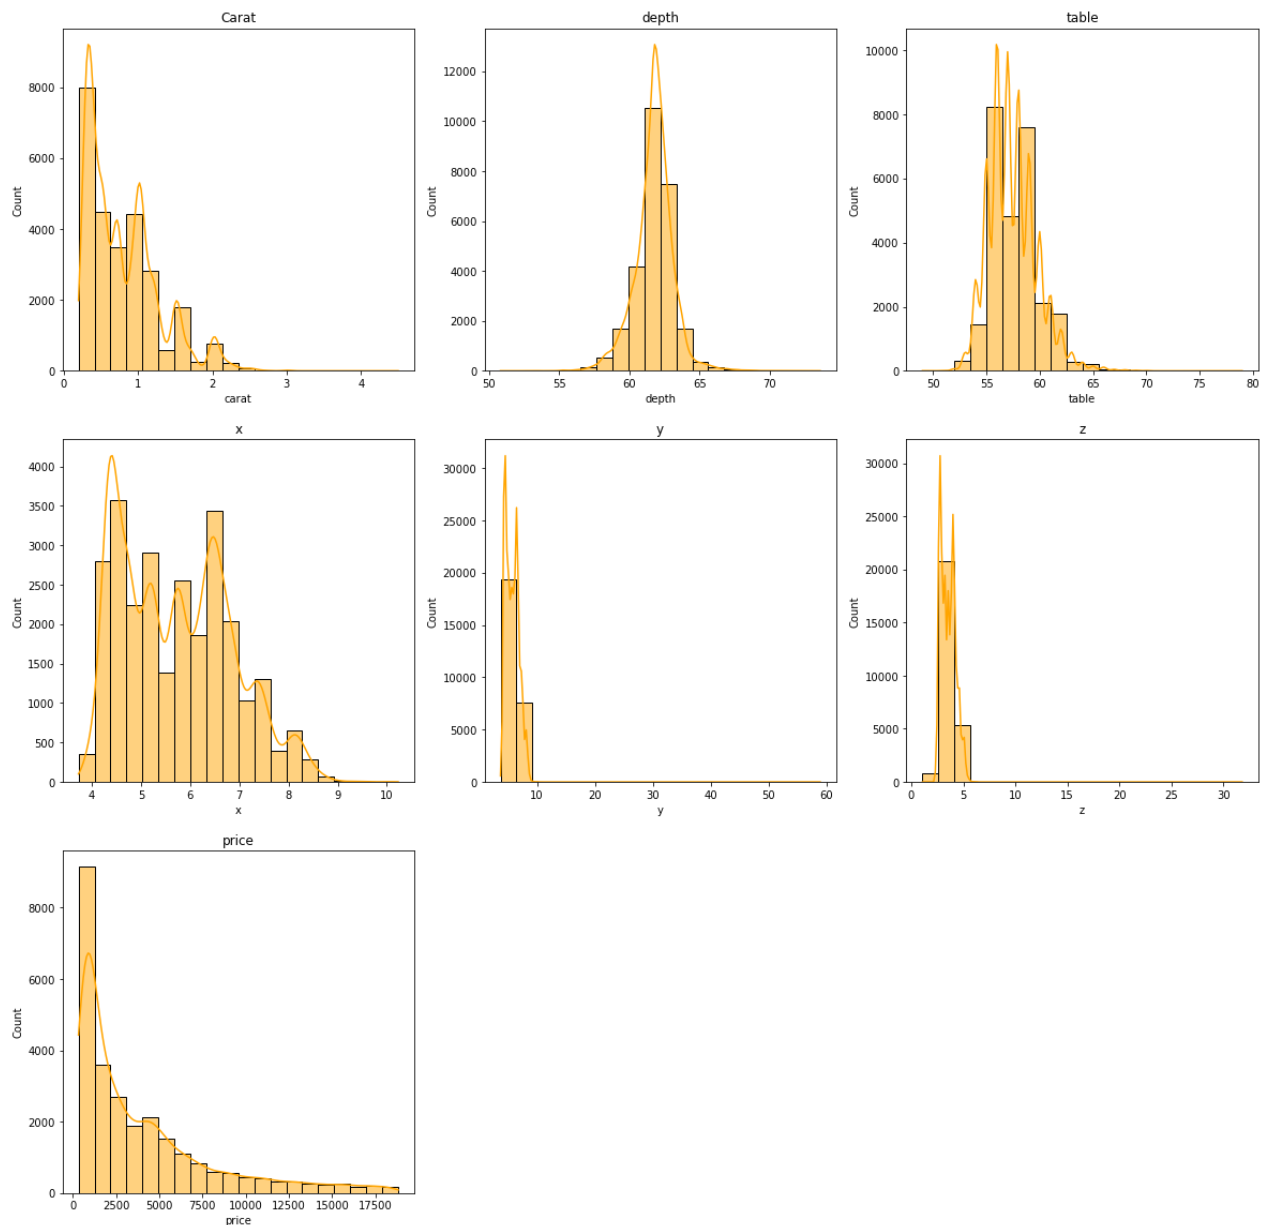 Carat
depth
table
8000
6000
4000
2000
0
Count
0 1 2 3 4
carat
12000
10000
8000
6000
4000
2000
0
Count
50 55 60 65 70
depth
10000
8000
6000
4000
2000
0
Count
50 55 60 65 70 75 80
table
x
y
z
4000
3500
3000
2500
2000
1500
1000
500
0
Count
4 5 6 7 8 9 10
x
30000
25000
20000
15000
10000
5000
0
Count
10 20 30 40 50 60
y
30000
25000
20000
15000
10000
5000
0
Count
0 5 10 15 20 25 30
z
price
8000
6000
4000
2000
0
Count
0 2500 5000 7500 10000 12500 15000 17500
price